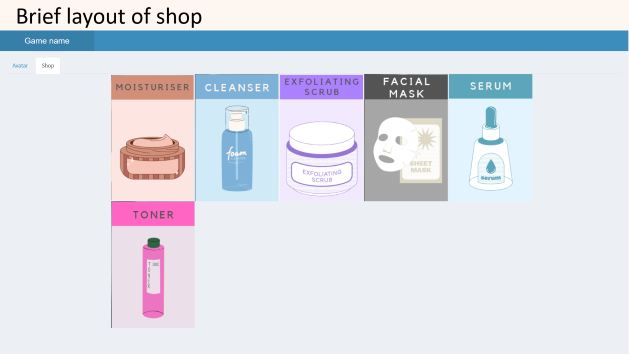 Brief layout of shop
Game name
Avatar
Shop
MOISTURISER
CLEANSER
EXFOLIATING
SCRUB
FACIAL
MASK
SERUM
foam
EXFOLIATING
SCRUB
SHEET
MASK
serum
TONER
TONER